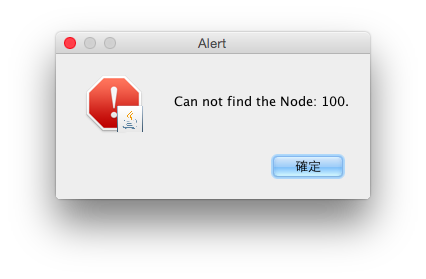 Alert
Can not find the Node: 100.
確定